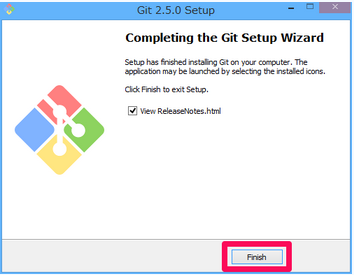 Git 2.5.0 Setup
Completing the Git Setup Wizard
Setup has finished installing Git on your computer. The
application may be launched by selecting the installed icons.
Click Finish to exit Setup.
View ReleaseNotes.html
Finish